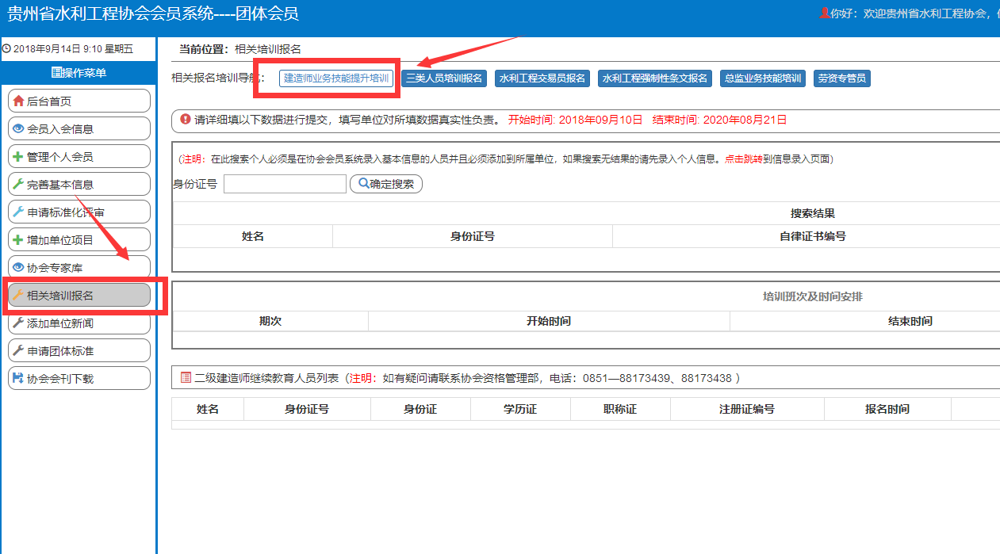 贵州省水利工程协会会员系统----团体会员
你好：欢迎贵州省水利工程协会，
2018年9月14日 9:10 星期五
操作菜单
后台首页
会员入会信息
管理个人会员
完善基本信息
申请标准化评审
增加单位项目
协会专家库
相关培训报名
添加单位新闻
申请团体标准
协会会刊下载
当前位置：相关培训报名
相关报名培训导航： 建造师业务技能提升培训 三类人员培训报名 水利工程交易员报名 水利工程强制性条文报名 总监业务技能培训 劳资专管员
请详细填以下数据进行提交，填写单位对所填数据真实性负责。 开始时间: 2018年09月10日 结束时间: 2020年08月21日
（注明：在此搜索个人必须是在协会会员系统录入基本信息的人员并且必须添加到所属单位，如果搜索无结果的请先录入个人信息。点击跳转到信息录入页面）
身份证号 确定搜索
搜索结果
姓名 身份证号 自律证书编号
培训班次及时间安排
期次 开始时间 结束时间
二级建造师继续教育人员列表（注明：如有疑问请联系协会资格管理部，电话：0851—88173439、88173438 ）
姓名 身份证号 身份证 学历证 职称证 注册证编号 报名时间